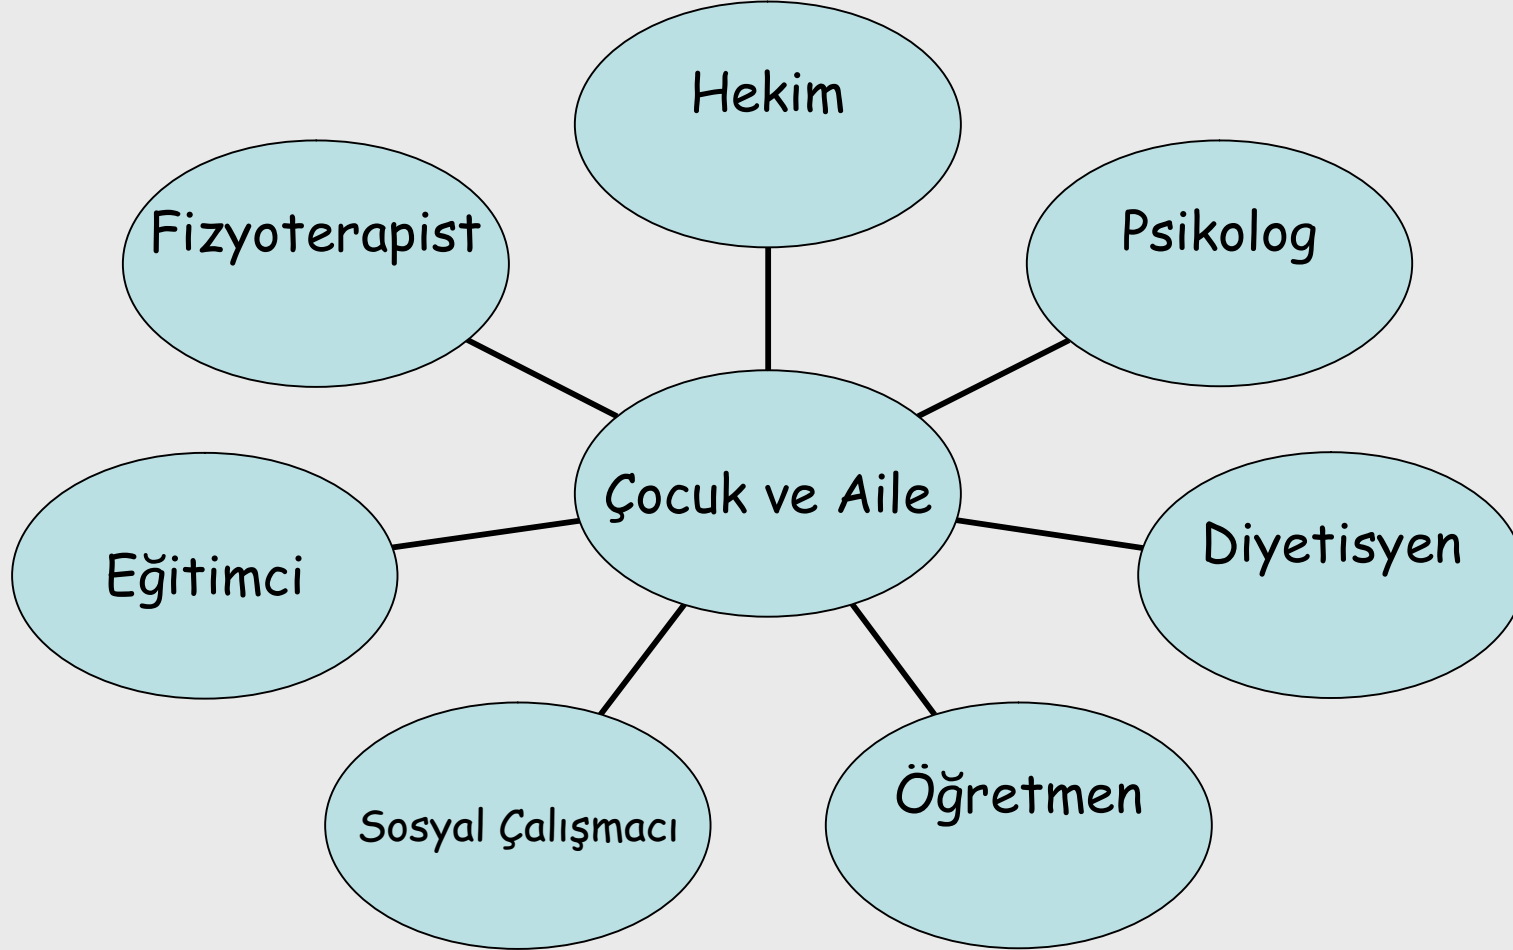 Hekim
Fizyoterapist
Psikolog
Çocuk ve Aile
Diyetisyen
Eğitimci
Öğretmen
Sosyal Çalışmacı